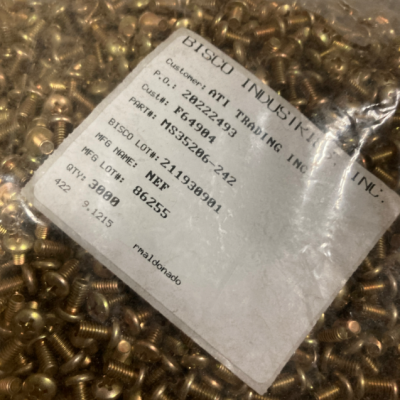 BISCO INDUSTRIES, INC.
Customer: ATI TRADING INC
P.O.: 20222493
Cust#: F64904
PART#: MS35206-242
BISCO LOT#: 211930901
MFG NAME: NEF
MFG LOT#: 86255
QTY: 3000
422 9.1215
rmaldonado